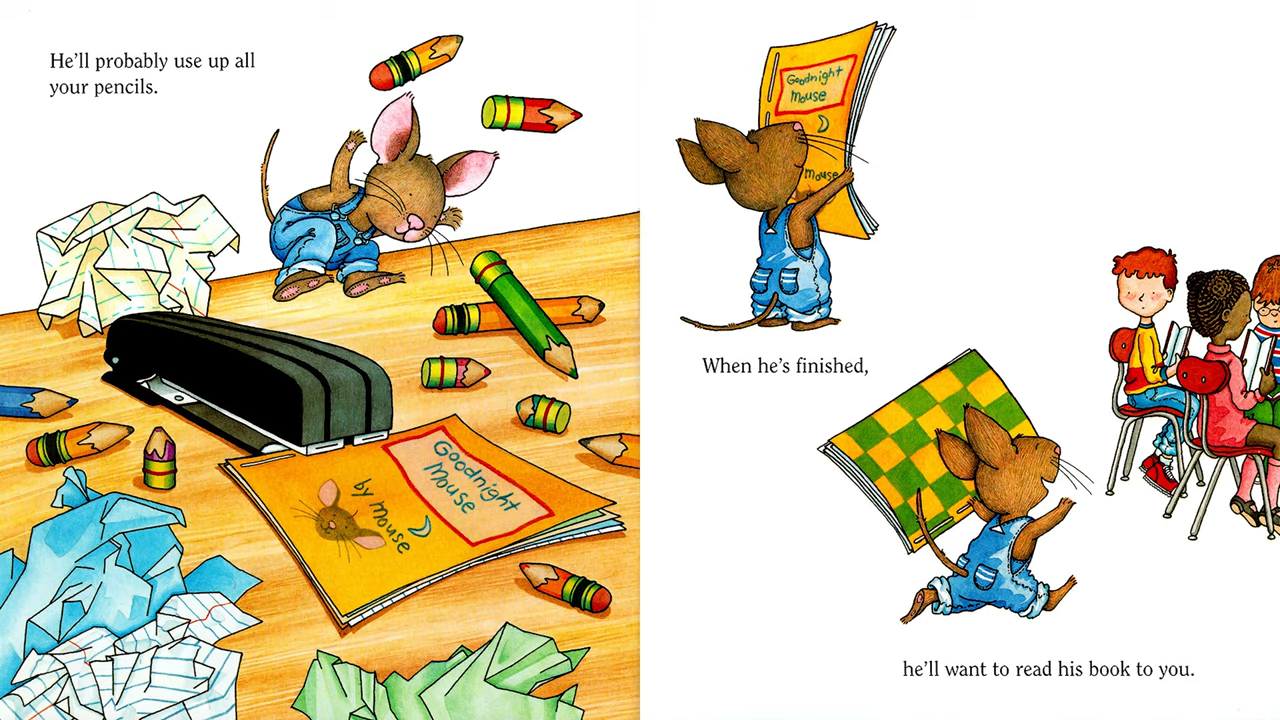 He'll probably use up all
your pencils.
Goodnight
Mouse
by Mouse
Goodnight
Mouse
Mouse
When he's finished,
he'll want to read his book to you.